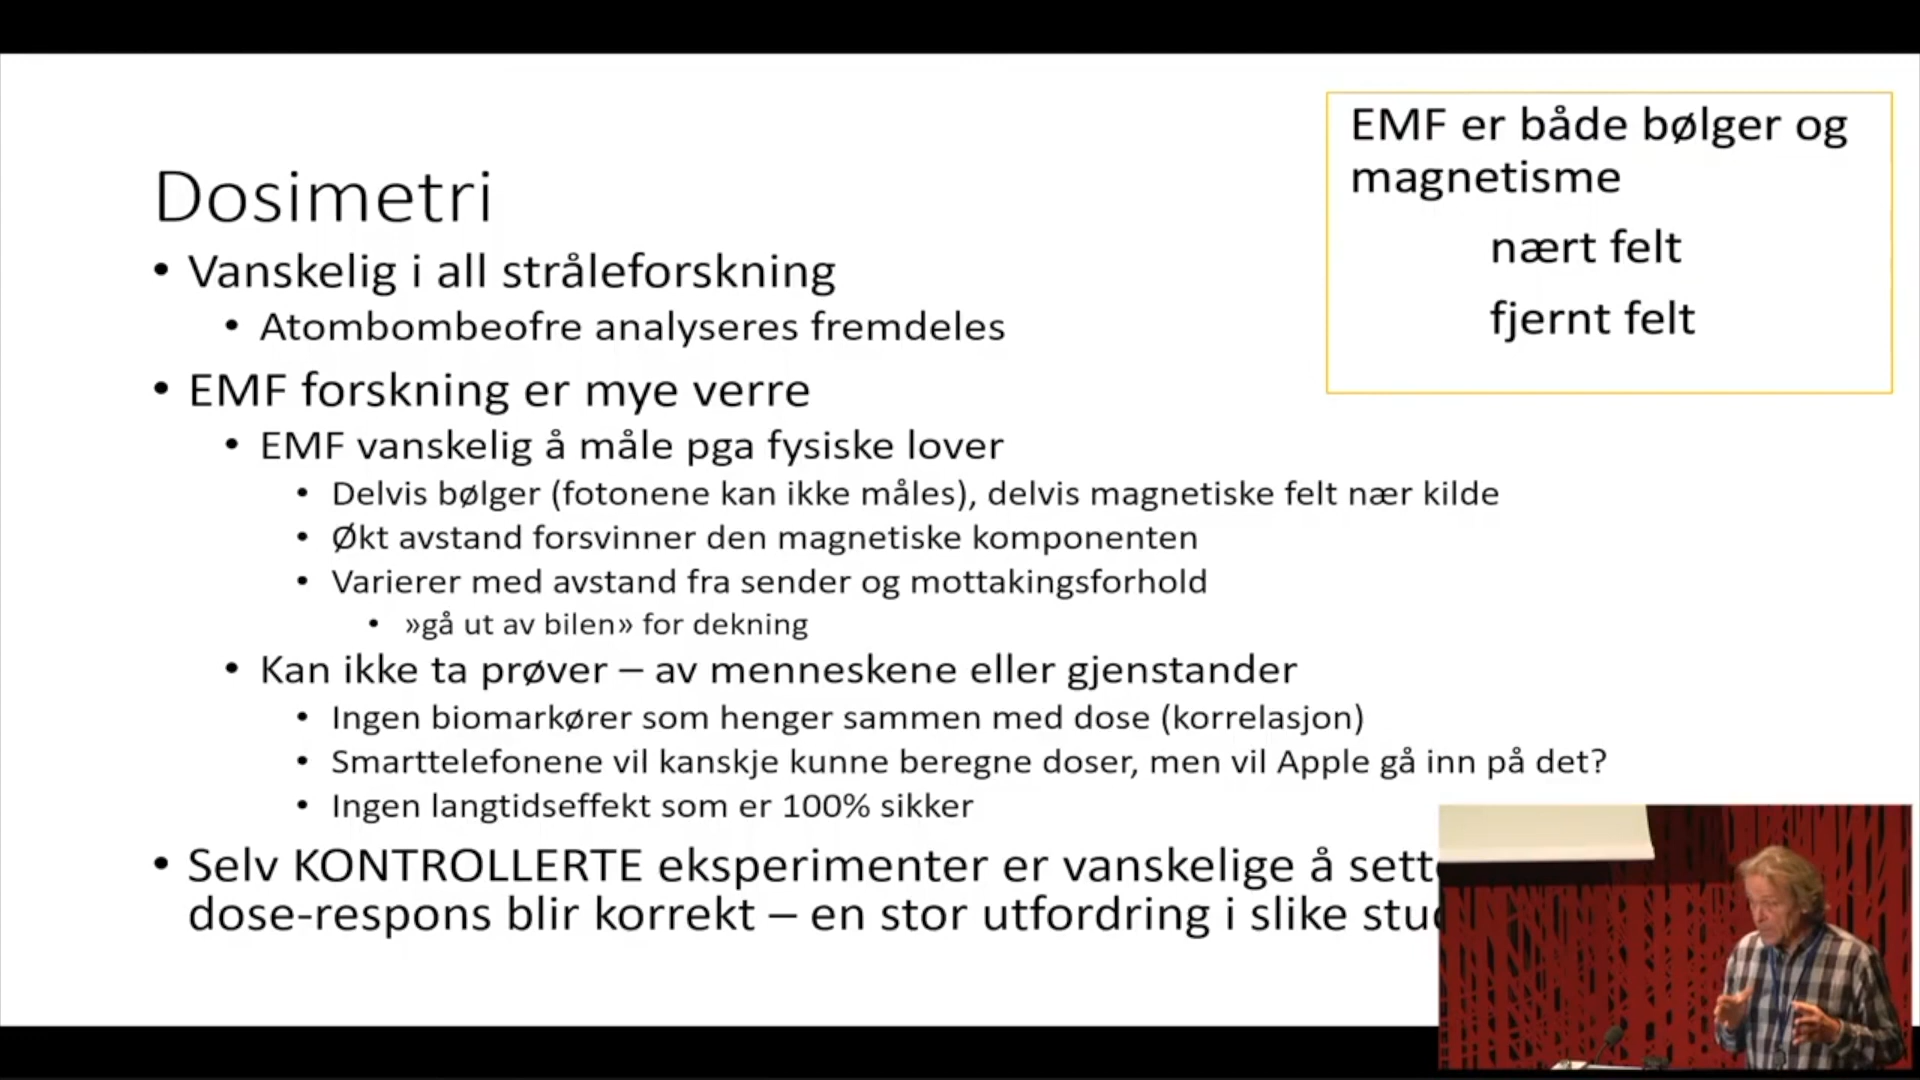 EMF er både bølger og
magnetisme
nært felt
fjernt felt
Dosimetri
• Vanskelig i all stråleforskning
• Atombombeofre analyseres fremdeles
• EMF forskning er mye verre
• EMF vanskelig å måle pga fysiske lover
• Delvis bølger (fotonene kan ikke måles), delvis magnetiske felt nær kilde
• Økt avstand forsvinner den magnetiske komponenten
• Varierer med avstand fra sender og mottakingsforhold
• »gå ut av bilen» for dekning
• Kan ikke ta prøver – av menneskene eller gjenstander
• Ingen biomarkører som henger sammen med dose (korrelasjon)
• Smarttelefonene vil kanskje kunne beregne doser, men vil Apple gå inn på det?
• Ingen langtidseffekt som er 100% sikker
• Selv KONTROLLERTE eksperimenter er vanskelige å
dose-respons blir korrekt – en stor utfordring i slike